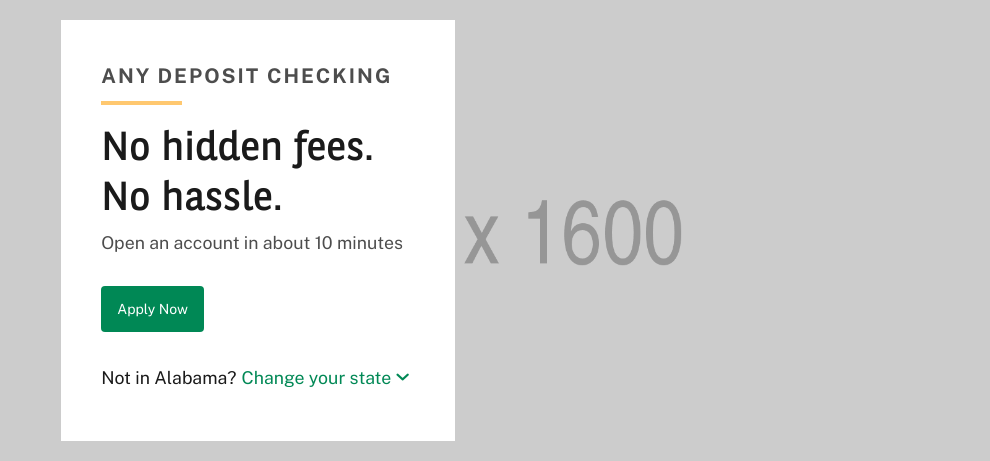 ANY DEPOSIT CHECKING
No hidden fees.
No hassle.
Open an account in about 10 minutes
Apply Now
Not in Alabama? Change your state
x 1600